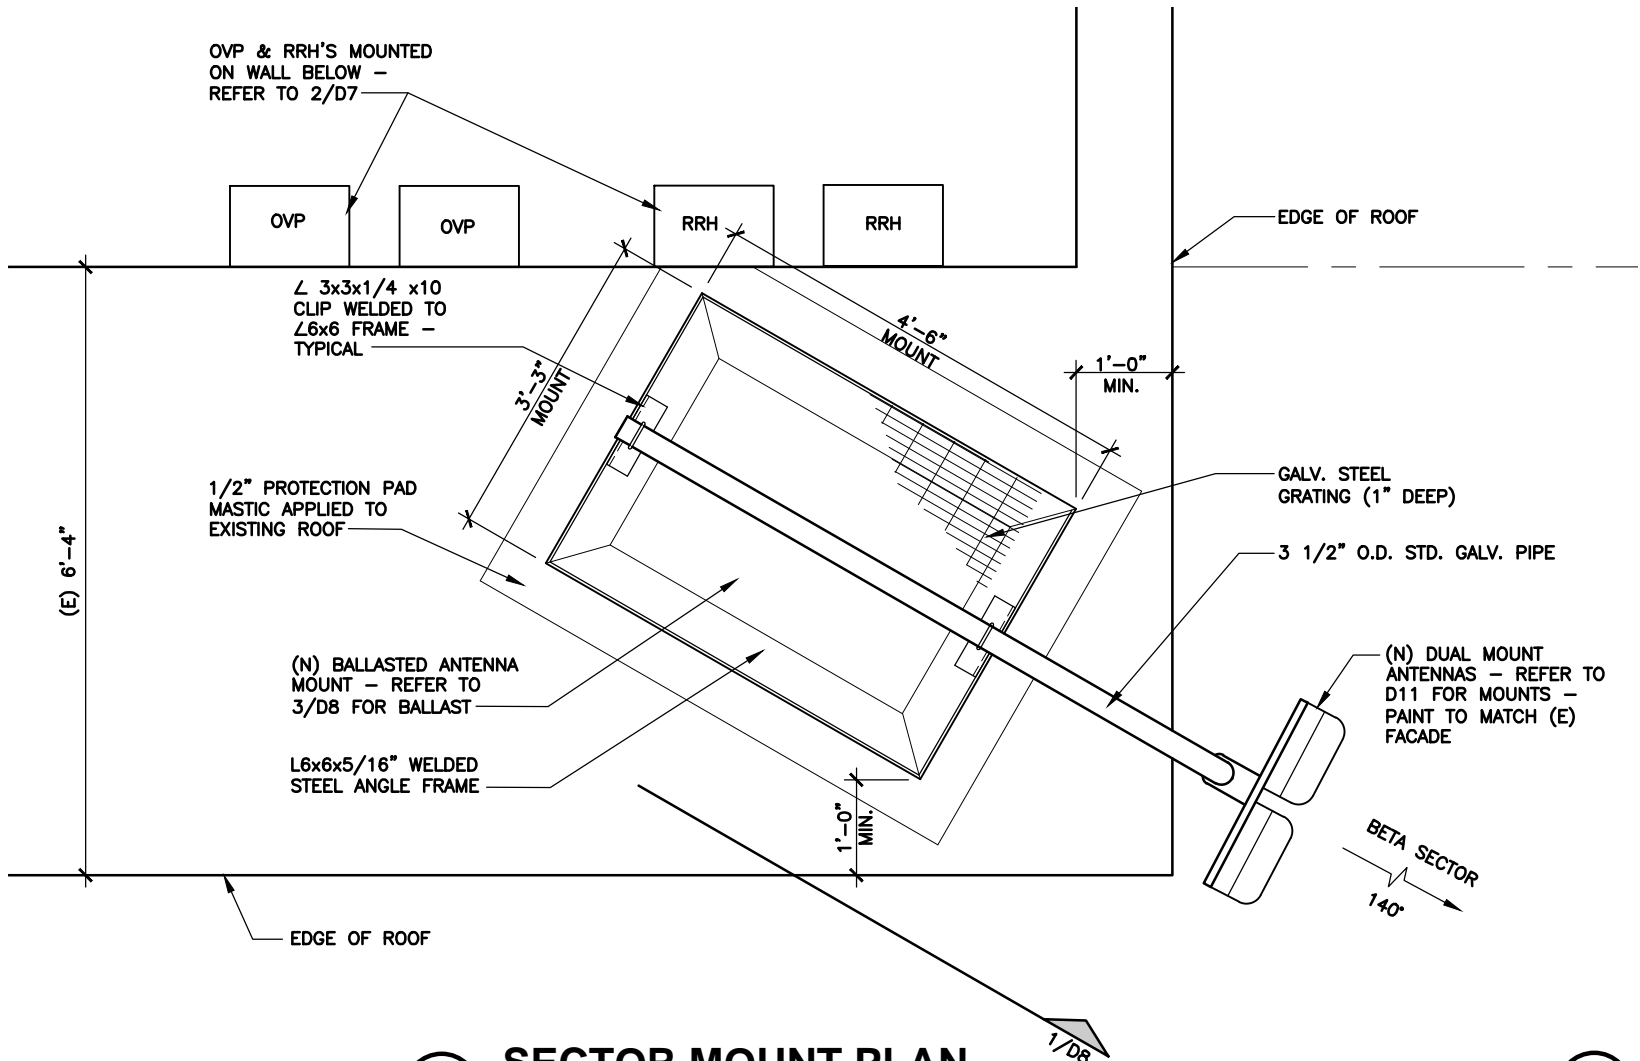 OVP & RRH'S MOUNTED
ON WALL BELOW –
REFER TO 2/D7
OVP
OVP
RRH
RRH
EDGE OF ROOF
∠ 3x3x1/4 x10
CLIP WELDED TO
∠6x6 FRAME –
TYPICAL
4'–6"
MOUNT
3'–3"
MOUNT
1'–0"
MIN.
1/2" PROTECTION PAD
MASTIC APPLIED TO
EXISTING ROOF
GALV. STEEL
GRATING (1" DEEP)
3 1/2" O.D. STD. GALV. PIPE
(E) 6'–4"
(N) BALLASTED ANTENNA
MOUNT – REFER TO
3/D8 FOR BALLAST
(N) DUAL MOUNT
ANTENNAS – REFER TO
D11 FOR MOUNTS –
PAINT TO MATCH (E)
FACADE
L6x6x5/16" WELDED
STEEL ANGLE FRAME
1'–0"
MIN.
BETA SECTOR
140°
EDGE OF ROOF
1/D8
SECTOR MOUNT PLAN